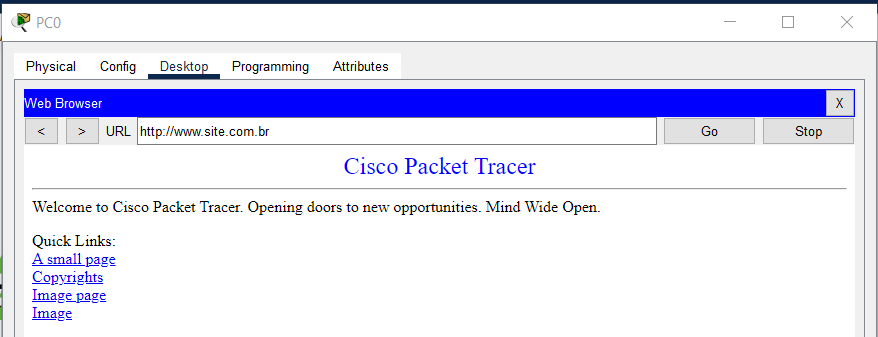 PC0
Physical Config Desktop Programming Attributes
Web Browser X
< > URL http://www.site.com.br Go Stop
Cisco Packet Tracer
Welcome to Cisco Packet Tracer. Opening doors to new opportunities. Mind Wide Open.
Quick Links:
A small page
Copyrights
Image page
Image